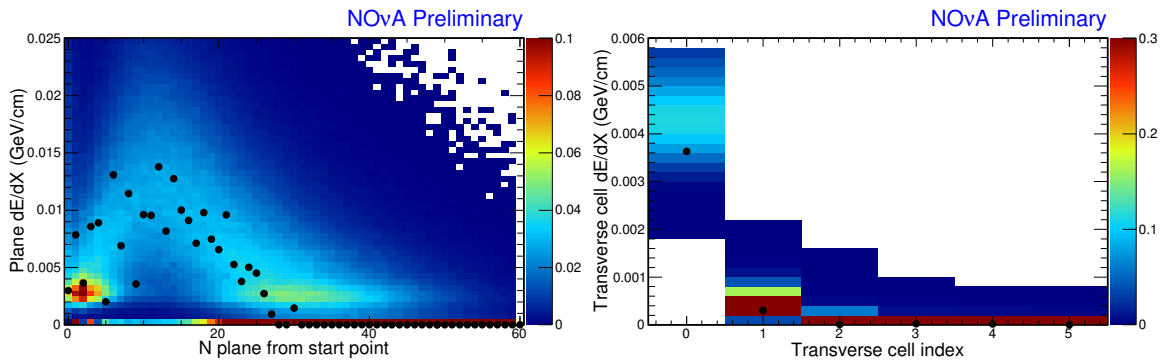 NOνA Preliminary
Plane dE/dX (GeV/cm)
0.025
0.02
0.015
0.01
0.005
0
0 20 40 60
N plane from start point
0.1
0.08
0.06
0.04
0.02
0
NOνA Preliminary
Transverse cell dE/dX (GeV/cm)
0.006
0.005
0.004
0.003
0.002
0.001
0
0 1 2 3 4 5
Transverse cell index
0.3
0.2
0.1
0